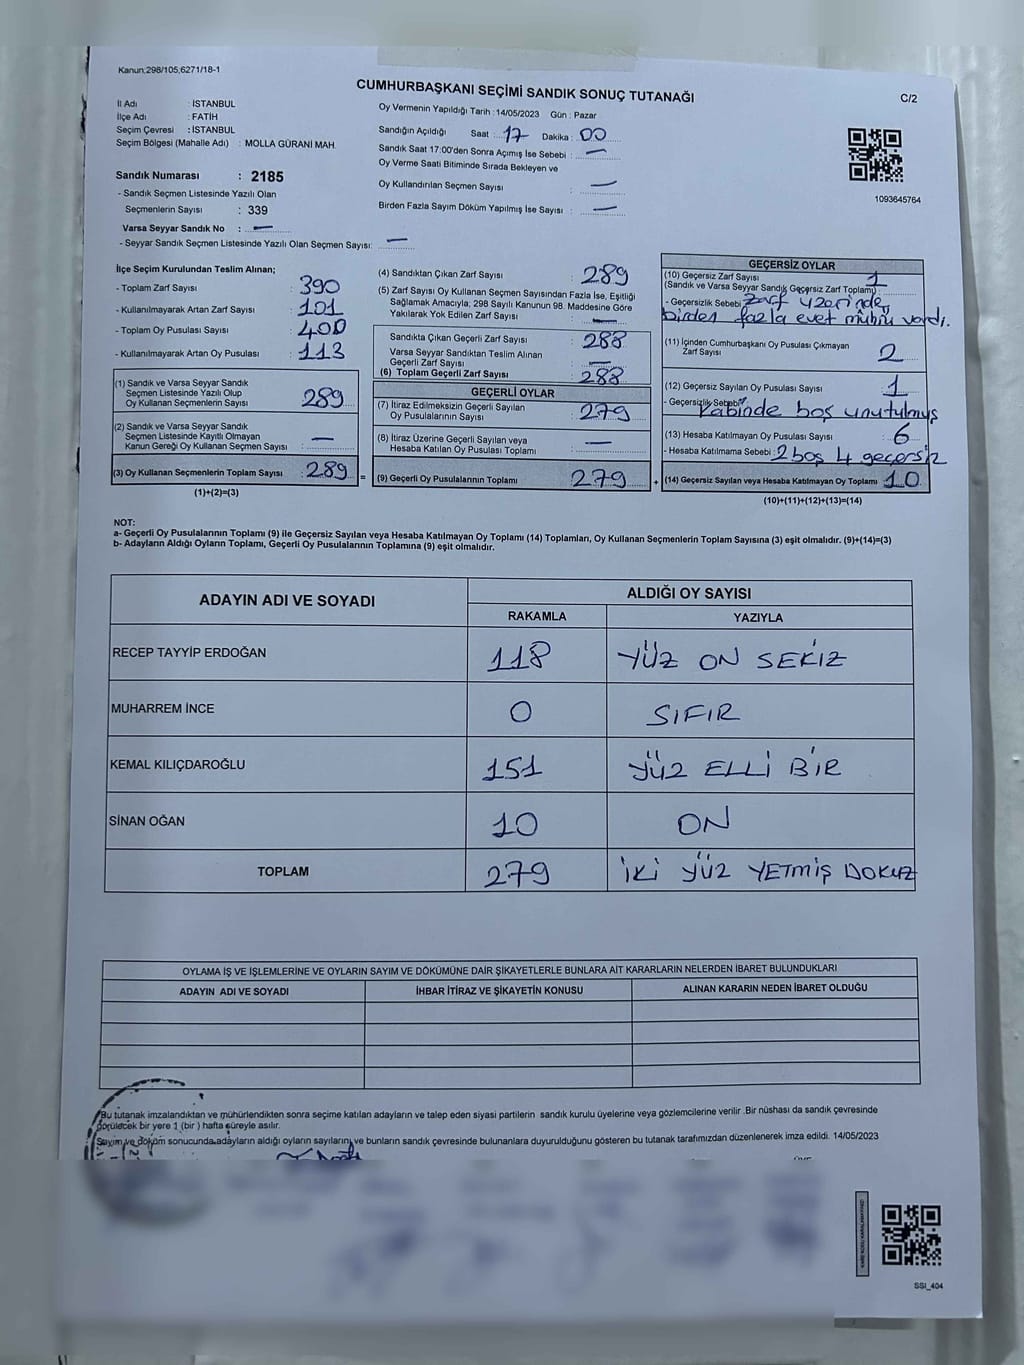 Kanun;298/105;6271/18-1
CUMHURBAŞKANI SEÇİMİ SANDIK SONUÇ TUTANAĞI
C/2
İl Adı : İSTANBUL
İlçe Adı : FATİH
Seçim Çevresi : İSTANBUL
Seçim Bölgesi (Mahalle Adı) : MOLLA GÜRANİ MAH.
Oy Vermenin Yapıldığı Tarih :14/05/2023 Gün : Pazar
Sandığın Açıldığı Saat : 17 Dakika : 00
Sandık Saat 17:00'den Sonra Açımış İse Sebebi : —
Oy Verme Saati Bitiminde Sırada Bekleyen ve
Oy Kullandırılan Seçmen Sayısı : —
Birden Fazla Sayım Döküm Yapılmış İse Sayısı : —
1093645764
Sandık Numarası : 2185
- Sandık Seçmen Listesinde Yazılı Olan
Seçmenlerin Sayısı : 339
Varsa Seyyar Sandık No : —
- Seyyar Sandık Seçmen Listesinde Yazılı Olan Seçmen Sayısı: —
İlçe Seçim Kurulundan Teslim Alınan;
- Toplam Zarf Sayısı : 390
- Kullanılmayarak Artan Zarf Sayısı : 101
- Toplam Oy Pusulası Sayısı : 400
- Kullanılmayarak Artan Oy Pusulası : 113
(1) Sandık ve Varsa Seyyar Sandık
Seçmen Listesinde Yazılı Olup
Oy Kullanan Seçmenlerin Sayısı : 289
(2) Sandık ve Varsa Seyyar Sandık
Seçmen Listesinde Kayıtlı Olmayan
Kanun Gereği Oy Kullanan Seçmen Sayısı : —
(3) Oy Kullanan Seçmenlerin Toplam Sayısı : 289 =
(1)+(2)=(3)
(4) Sandıktan Çıkan Zarf Sayısı : 289
(5) Zarf Sayısı Oy Kullanan Seçmen Sayısından Fazla İse, Eşitliği
Sağlamak Amacıyla; 298 Sayılı Kanunun 98. Maddesine Göre
Yakılarak Yok Edilen Zarf Sayısı : —
Sandıkta Çıkan Geçerli Zarf Sayısı : 288
Varsa Seyyar Sandıktan Teslim Alınan
Geçerli Zarf Sayısı : —
(6) Toplam Geçerli Zarf Sayısı : 288
GEÇERLİ OYLAR
(7) İtiraz Edilmeksizin Geçerli Sayılan
Oy Pusulasının Sayısı : 279
(8) İtiraz Üzerine Geçerli Sayılan veya
Hesaba Katılan Oy Pusulası Toplamı : —
(9) Geçerli Oy Pusulalarının Toplamı 279 +
GEÇERSİZ OYLAR
(10) Geçersiz Zarf Sayısı : 1
(Sandık ve Varsa Seyyar Sandık Geçersiz Zarf Toplamı)
- Geçersizlik Sebebi : Zarf üzerinde
birden fazla evet mührü vardı.
(11) İçinden Cumhurbaşkanı Oy Pusulası Çıkmayan
Zarf Sayısı 2
(12) Geçersiz Sayılan Oy Pusulası Sayısı : 1
- Geçersizlik Sebebi: Kabinde boş unutulmuş
(13) Hesaba Katılmayan Oy Pusulası Sayısı : 6
- Hesaba Katılmama Sebebi : 2 boş 4 geçersiz
(14) Geçersiz Sayılan veya Hesaba Katılmayan Oy Toplamı 10
(10)+(11)+(12)+(13)=(14)
NOT:
a- Geçerli Oy Pusulalarının Toplamı (9) ile Geçersiz Sayılan veya Hesaba Katılmayan Oy Toplamı (14) Toplamları, Oy Kullanan Seçmenlerin Toplam Sayısına (3) eşit olmalıdır. (9)+(14)=(3)
b- Adayların Aldığı Oyların Toplamı, Geçerli Oy Pusulalarının Toplamına (9) eşit olmalıdır.
ADAYIN ADI VE SOYADI
ALDIĞI OY SAYISI
RAKAMLA YAZIYLA
RECEP TAYYİP ERDOĞAN 118 YÜZ ON SEKİZ
MUHARREM İNCE 0 SIFIR
KEMAL KILIÇDAROĞLU 151 YÜZ ELLİ BİR
SİNAN OĞAN 10 ON
TOPLAM 279 İKİ YÜZ YETMİŞ DOKUZ
OYLAMA İŞ VE İŞLEMLERİNE VE OYLARIN SAYIM VE DÖKÜMÜNE DAİR ŞİKAYETLERLE BUNLARA AİT KARARLARIN NELERDEN İBARET BULUNDUKLARI
ADAYIN ADI VE SOYADI İHBAR İTİRAZ VE ŞİKAYETİN KONUSU ALINAN KARARIN NEDEN İBARET OLDUĞU
Bu tutanak imzalandıktan ve mühürlendikten sonra seçime katılan adayların ve talep eden siyasi partilerin sandık kurulu üyelerine veya gözlemcilerine verilir .Bir nüshası da sandık çevresinde
görülecek bir yere 1 (bir ) hafta süreyle asılır.
Sayım ve döküm sonucunda adayların aldığı oyların sayılarını ve bunların sandık çevresinde bulunanlara duyurulduğunu gösteren bu tutanak tarafımızdan düzenlenerek imza edildi. 14/05/2023
SSI_404